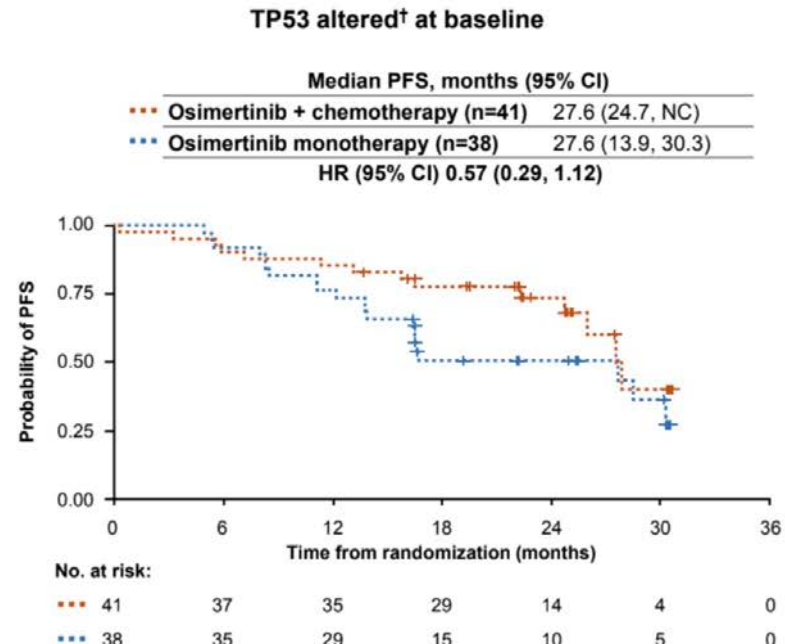 TP53 altered† at baseline
Median PFS, months (95% CI)
Osimertinib + chemotherapy (n=41) 27.6 (24.7, NC)
Osimertinib monotherapy (n=38) 27.6 (13.9, 30.3)
HR (95% CI) 0.57 (0.29, 1.12)
Probability of PFS
1.00
0.75
0.50
0.25
0.00
0 6 12 18 24 30 36
Time from randomization (months)
No. at risk:
41 37 35 29 14 4 0
38 35 29 15 10 5 0